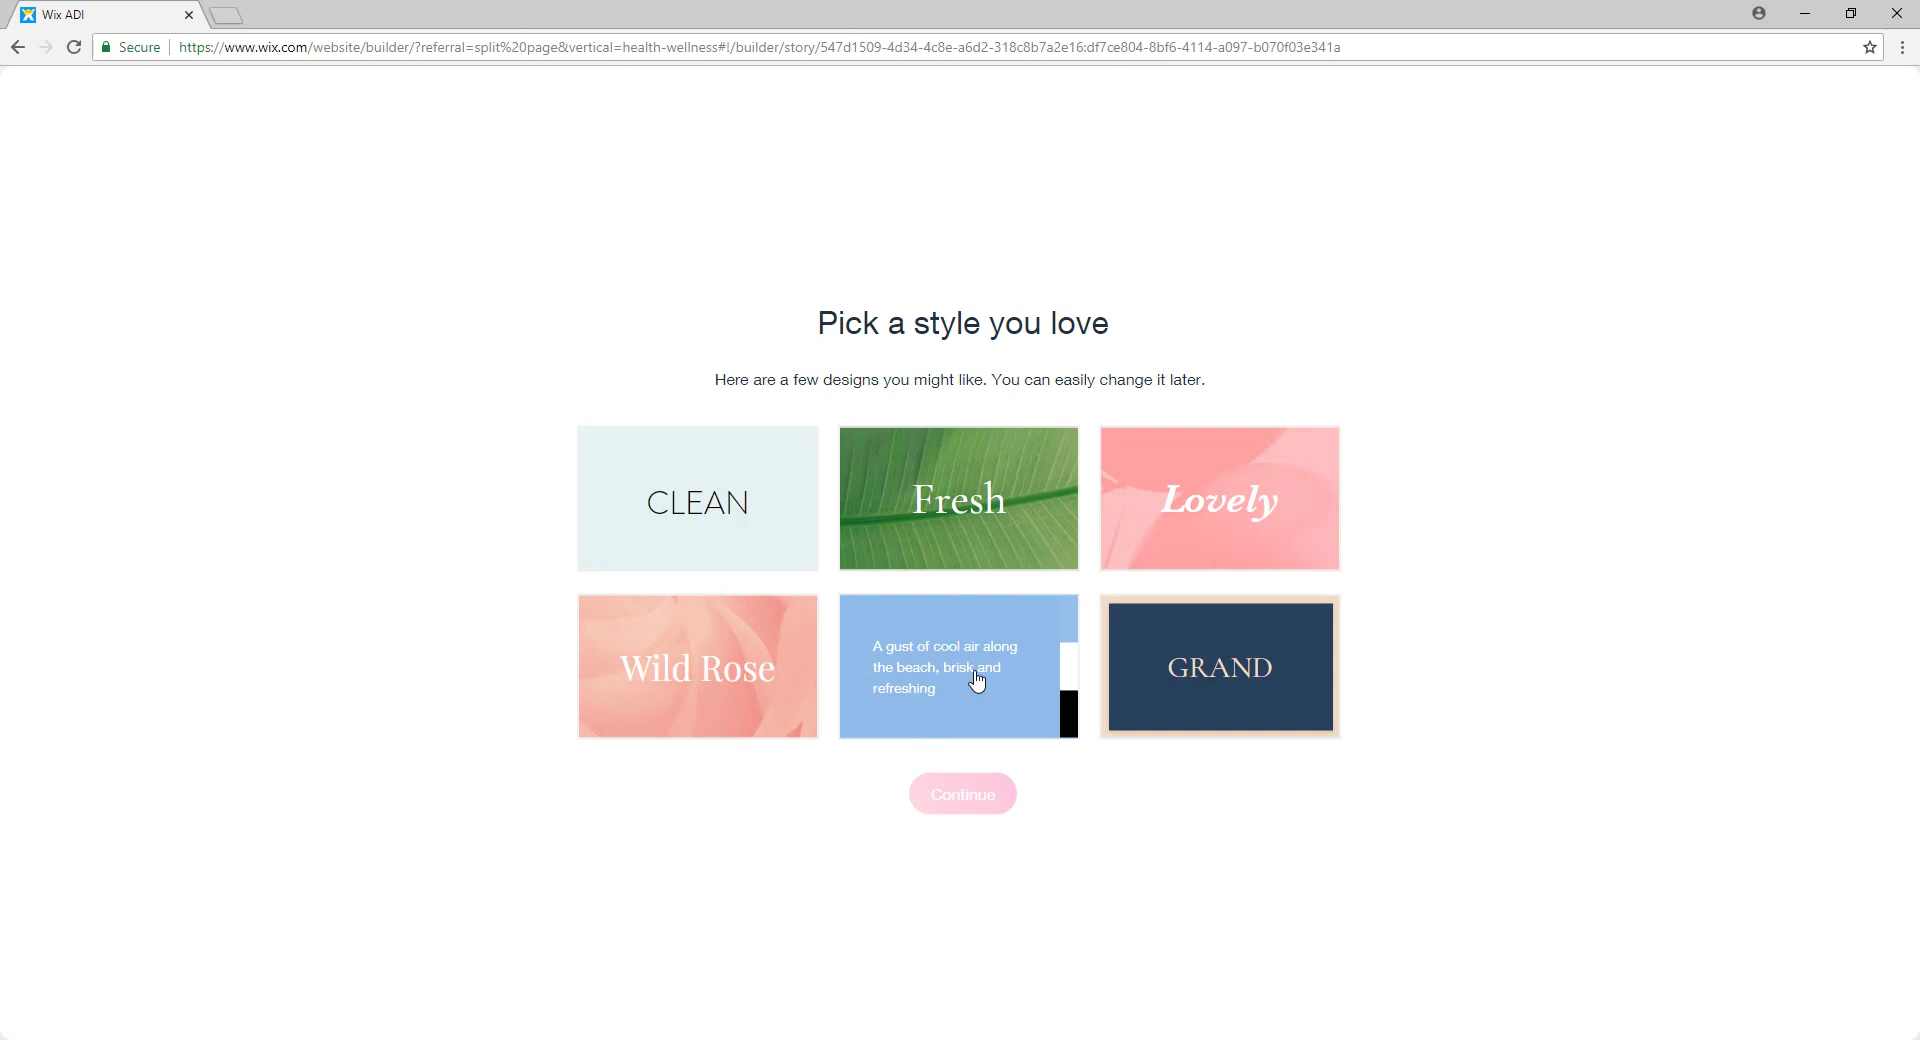 Wix ADI
Secure
https://www.wix.com/website/builder/?referral=split%20page&vertical=health-wellness#!/builder/story/547d1509-4d34-4c8e-a6d2-318c8b7a2e16:df7ce804-8bf6-4114-a097-b070f03e341a
Pick a style you love
Here are a few designs you might like. You can easily change it later.
CLEAN
Fresh
Lovely
Wild Rose
A gust of cool air along
the beach, brisk and
refreshing
GRAND
Continue